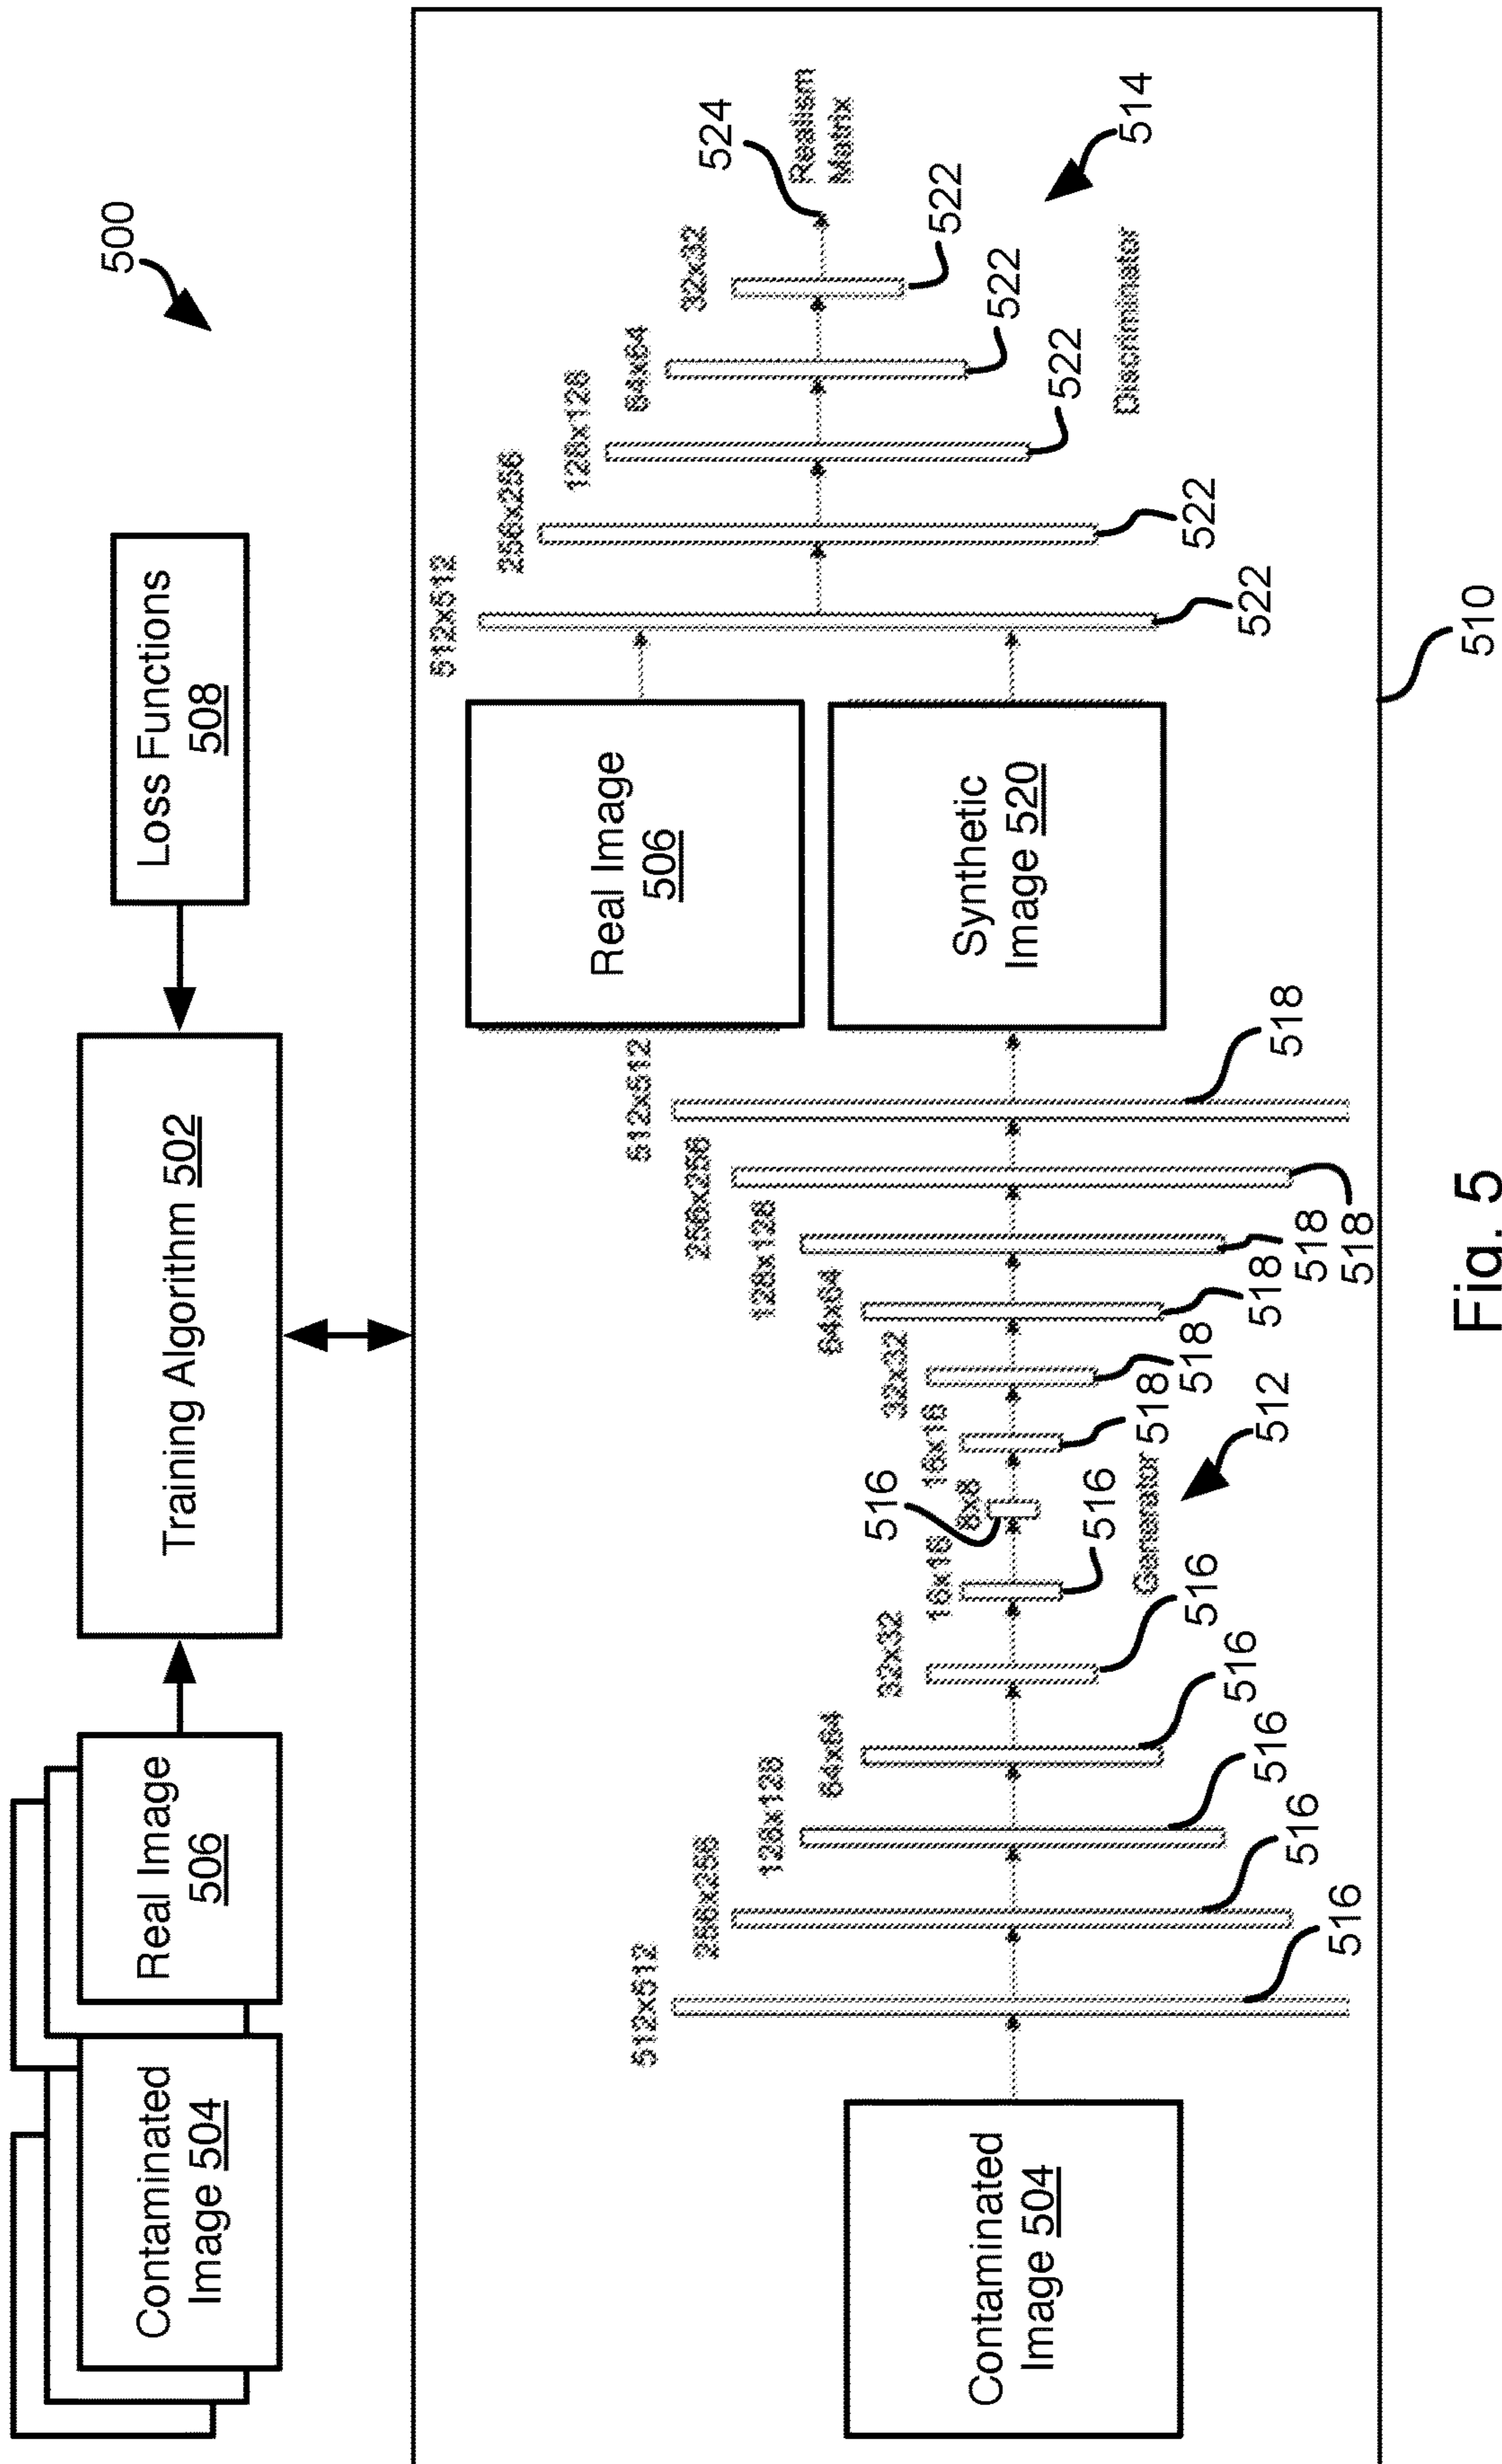 500
Contaminated
Image 504
Real Image
506
Training Algorithm 502
Loss Functions
508
Contaminated
Image 504
512x512
256x256
128x128
64x64
32x32
16x16
8x8
16x16
32x32
64x64
128x128
256x256
512x512
516
516
516
516
516
516
516
518
518
518
518
518
518
Generator
512
Real Image
506
Synthetic
Image 520
512x512
256x256
128x128
64x64
32x32
522
522
522
522
522
524
Realism
Matrix
Discriminator
514
510
Fig. 5